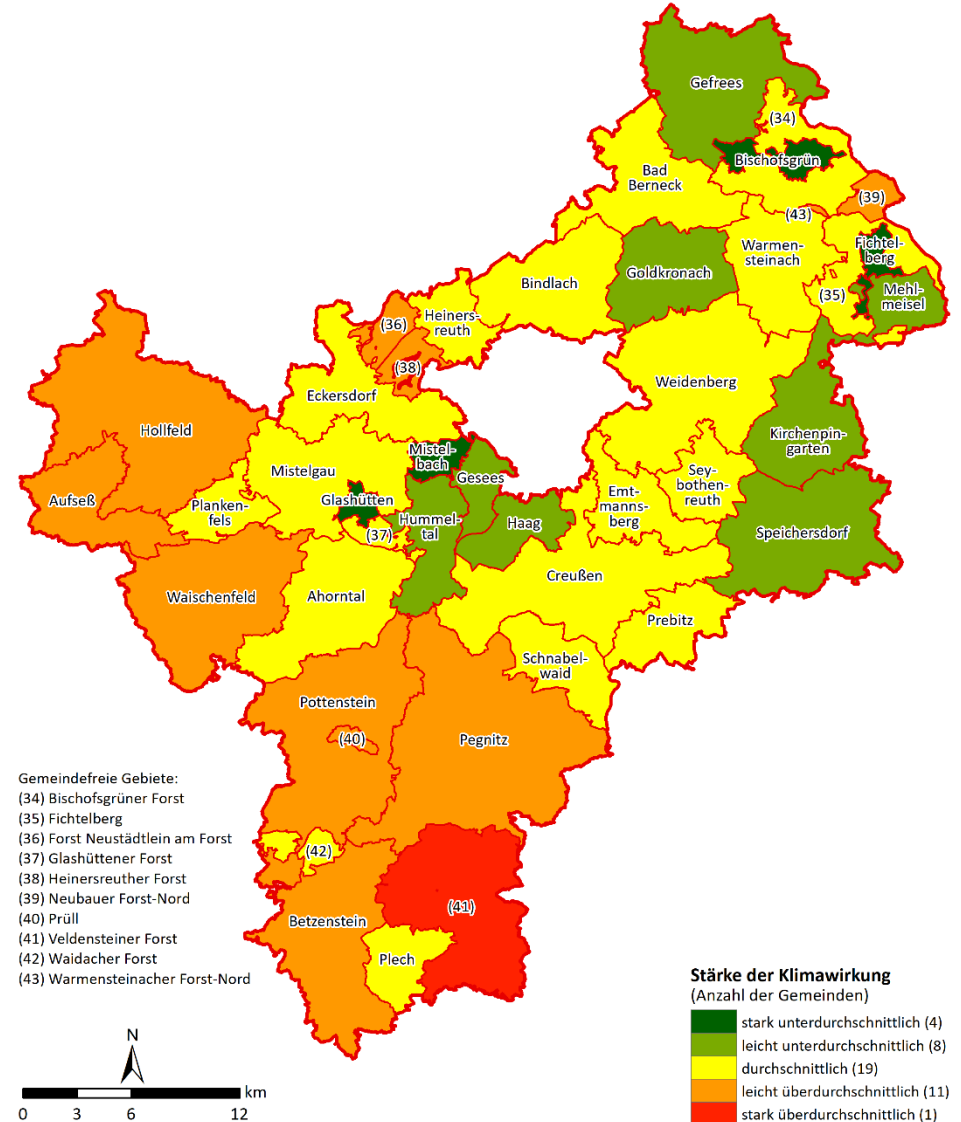 Gefrees
(34)
Bischofsgrün
Bad
Berneck
(39)
(43)
Fichtel-
berg
Warmen-
steinach
Goldkronach
Bindlach
(35)
Mehl-
meisel
Heiners-
reuth
(36)
(38)
Weidenberg
Eckersdorf
Hollfeld
Kirchenpin-
garten
Mistel-
bach
Mistelgau
Gesees
Sey-
bothen-
reuth
Aufseß
Glashütten
Emt-
manns-
berg
Planken-
fels
Hummel-
tal
Haag
(37)
Speichersdorf
Creußen
Waischenfeld
Ahorntal
Prebitz
Schnabel-
waid
Pottenstein
(40)
Pegnitz
(42)
(41)
Betzenstein
Plech
Gemeindefreie Gebiete:
(34) Bischofsgrüner Forst
(35) Fichtelberg
(36) Forst Neustädtlein am Forst
(37) Glashüttener Forst
(38) Heinersreuther Forst
(39) Neubauer Forst-Nord
(40) Prüll
(41) Veldensteiner Forst
(42) Waidacher Forst
(43) Warmensteinacher Forst-Nord
N
km
0 3 6 12
Stärke der Klimawirkung
(Anzahl der Gemeinden)
stark unterdurchschnittlich (4)
leicht unterdurchschnittlich (8)
durchschnittlich (19)
leicht überdurchschnittlich (11)
stark überdurchschnittlich (1)